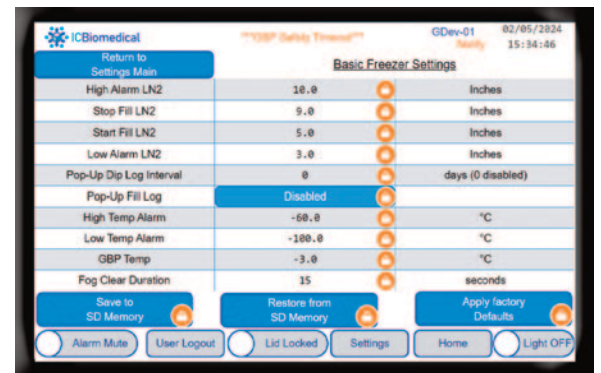 ICBiomedical
**GBP Safety Timeout**
GDev-01
Notify
02/05/2024
15:34:46
Return to
Settings Main
Basic Freezer Settings
High Alarm LN2 10.0 Inches
Stop Fill LN2 9.0 Inches
Start Fill LN2 5.0 Inches
Low Alarm LN2 3.0 Inches
Pop-Up Dip Log Interval 0 days (0 disabled)
Pop-Up Fill Log Disabled
High Temp Alarm -60.0 °C
Low Temp Alarm -100.0 °C
GBP Temp -3.0 °C
Fog Clear Duration 15 seconds
Save to
SD Memory
Restore from
SD Memory
Apply factory
Defaults
Alarm Mute User Logout Lid Locked Settings Home Light OFF